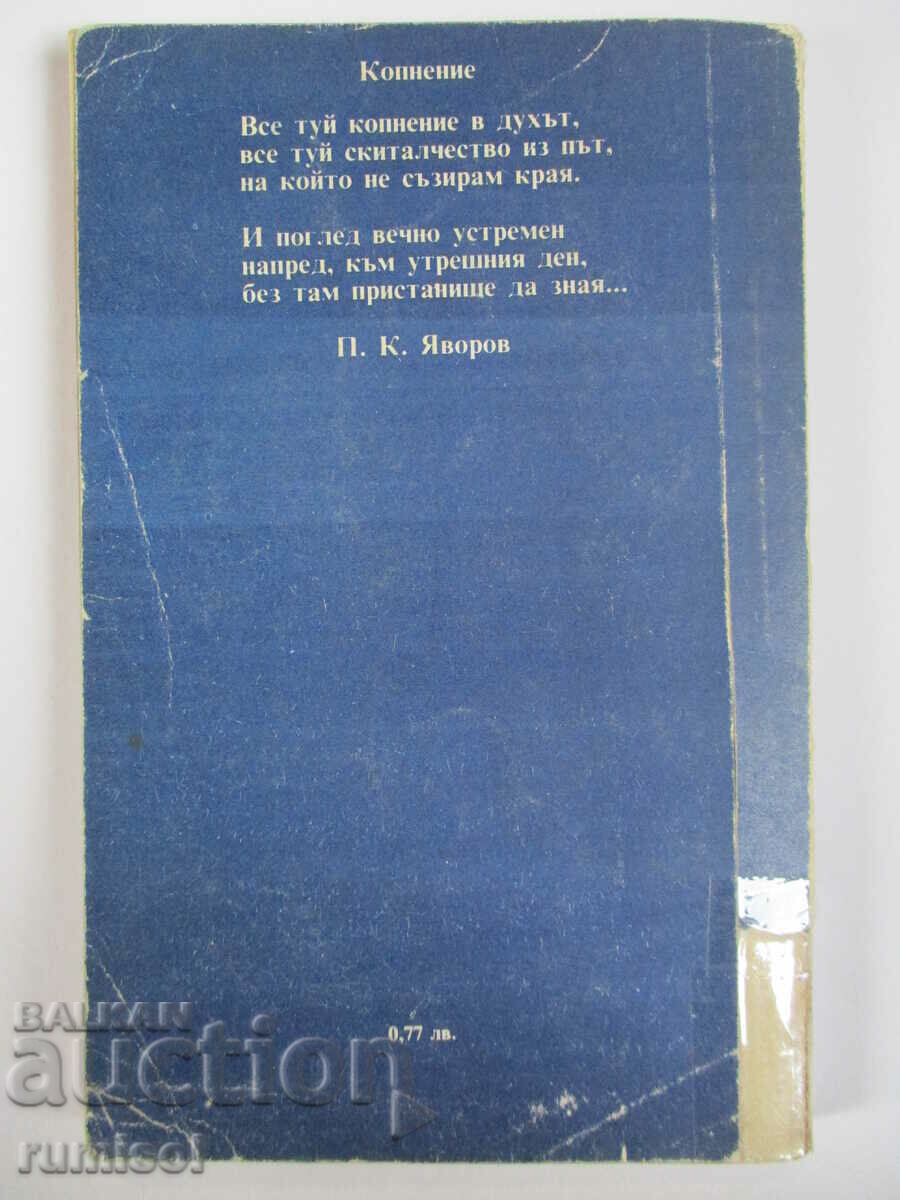 Копнение
Все туй копнение в духът,
все туй скиталчество из път,
на който не съзирам края.
И поглед вечно устремен
напред, към утрешния ден,
без там пристанище да зная...
П. К. Яворов
0,77 лв.
BALKAN
auction
rumisol